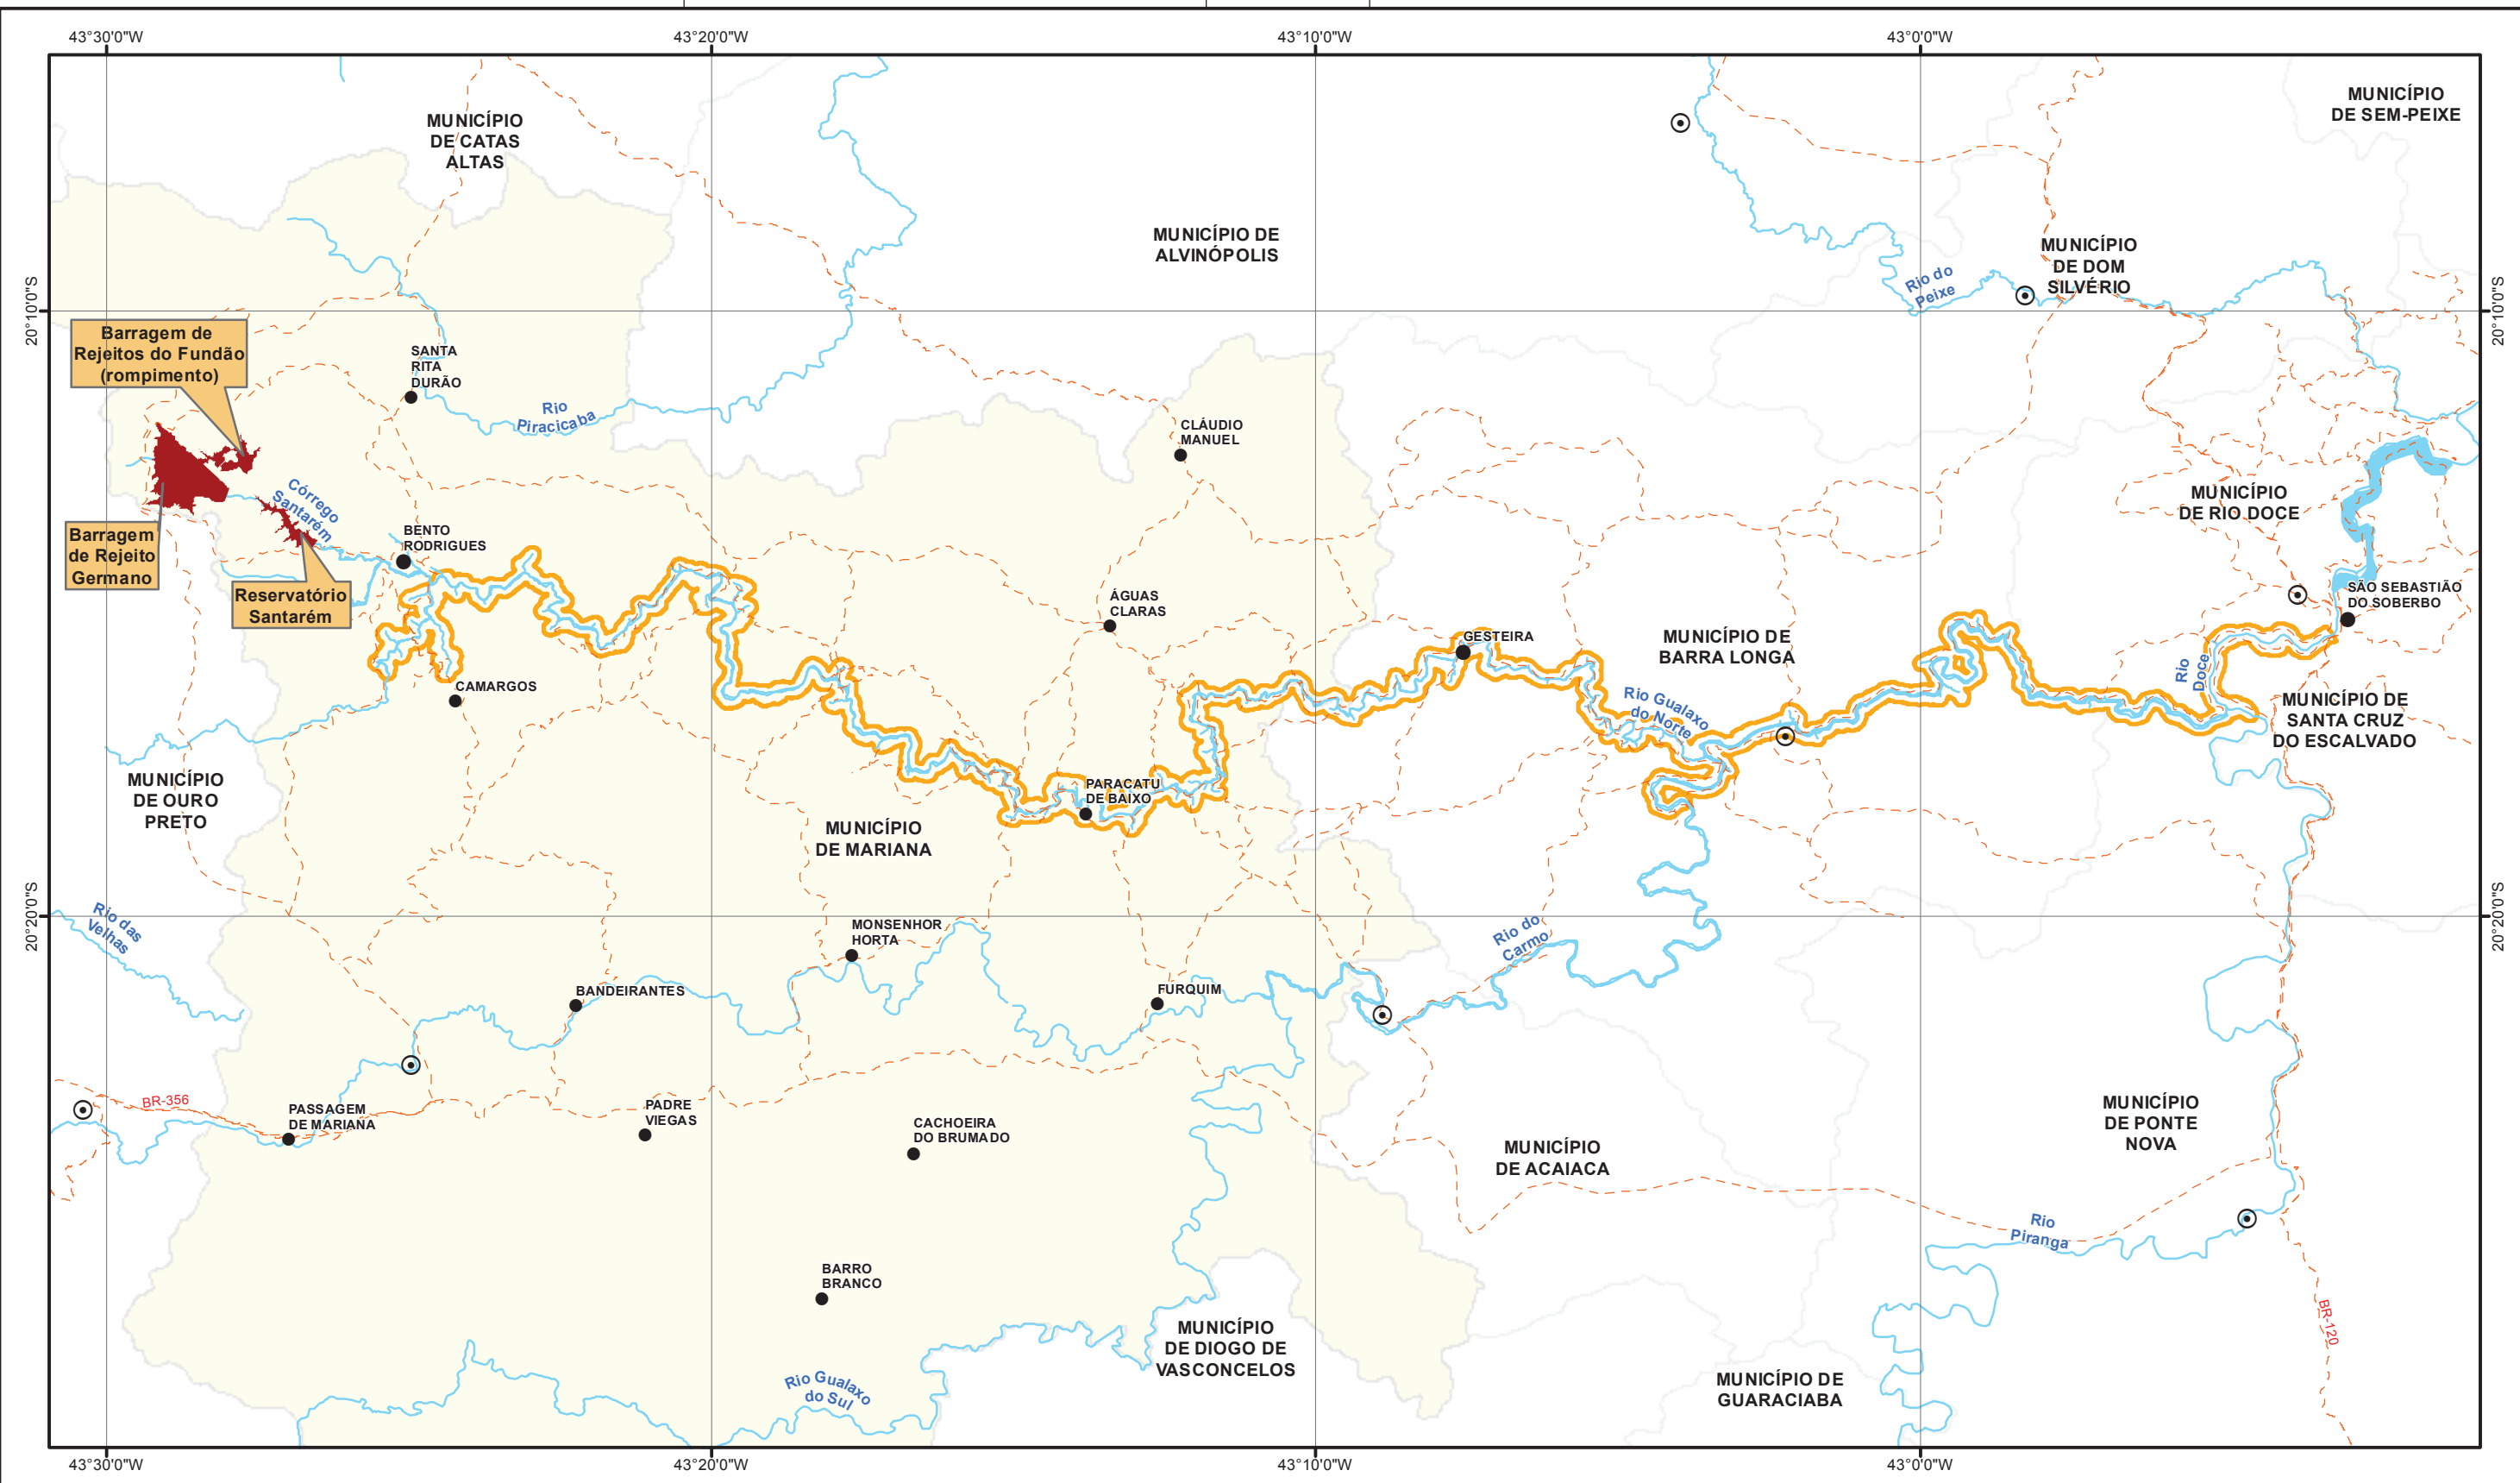 43°30'0"W
43°20'0"W
43°10'0"W
43°0'0"W
MUNICÍPIO
DE CATAS
ALTAS
MUNICÍPIO
DE SEM-PEIXE
MUNICÍPIO DE
ALVINÓPOLIS
MUNICÍPIO
DE DOM
SILVÉRIO
Rio do
Peixe
20°10'0"S
20°10'0"S
Barragem de
Rejeitos do Fundão
(rompimento)
SANTA
RITA
DURÃO
Rio
Piracicaba
CLÁUDIO
MANUEL
Córrego
Santarém
MUNICÍPIO
DE RIO DOCE
Barragem
de Rejeito
Germano
BENTO
RODRIGUES
Reservatório
Santarém
ÁGUAS
CLARAS
SÃO SEBASTIÃO
DO SOBERBO
GESTEIRA
MUNICÍPIO DE
BARRA LONGA
CAMARGOS
Rio Gualaxo
do Norte
Rio
Doce
MUNICÍPIO DE
SANTA CRUZ
DO ESCALVADO
MUNICÍPIO
DE OURO
PRETO
PARACATU
DE BAIXO
MUNICÍPIO
DE MARIANA
20°20'0"S
20°20'0"S
Rio das
Velhas
MONSENHOR
HORTA
Rio do
Carmo
BANDEIRANTES
FURQUIM
BR-356
PASSAGEM
DE MARIANA
PADRE
VIEGAS
CACHOEIRA
DO BRUMADO
MUNICÍPIO
DE ACAIACA
MUNICÍPIO
DE PONTE
NOVA
Rio
Piranga
BARRO
BRANCO
BR-120
MUNICÍPIO
DE DIOGO DE
VASCONCELOS
Rio Gualaxo
do Sul
MUNICÍPIO DE
GUARACIABA
43°30'0"W
43°20'0"W
43°10'0"W
43°0'0"W